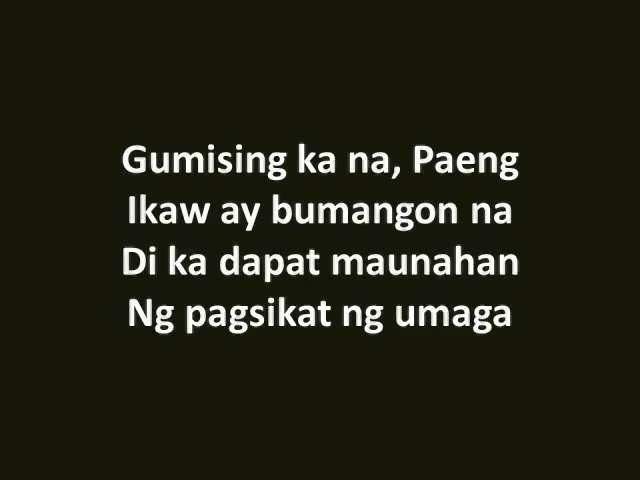 Gumising ka na, Paeng
Ikaw ay bumangon na
Di ka dapat maunahan
Ng pagsikat ng umaga